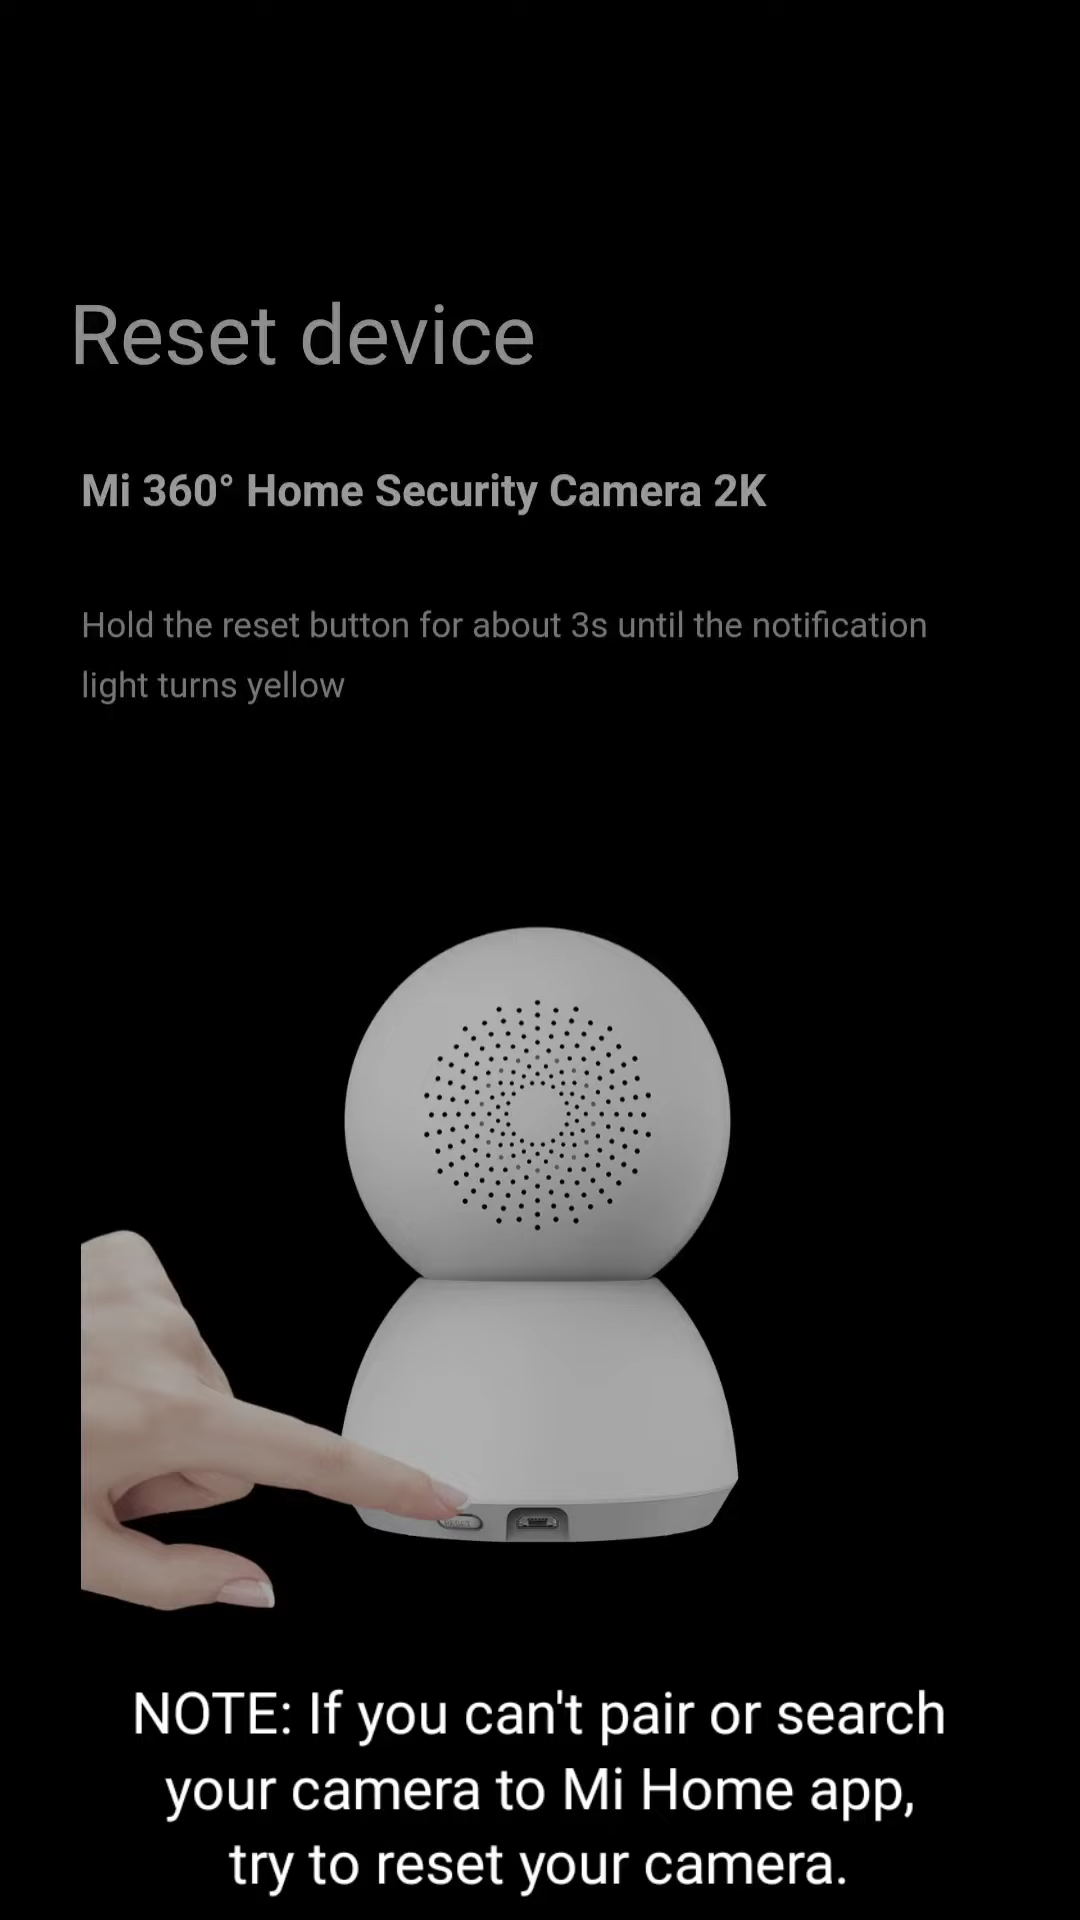 Reset device
Mi 360° Home Security Camera 2K
Hold the reset button for about 3s until the notification
light turns yellow
RESET
NOTE: If you can't pair or search
your camera to Mi Home app,
try to reset your camera.